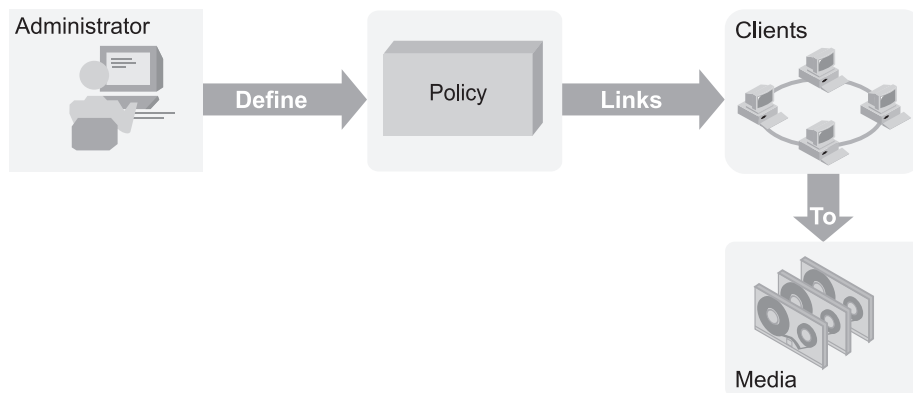 Administrator
Define
Policy
Links
Clients
To
Media